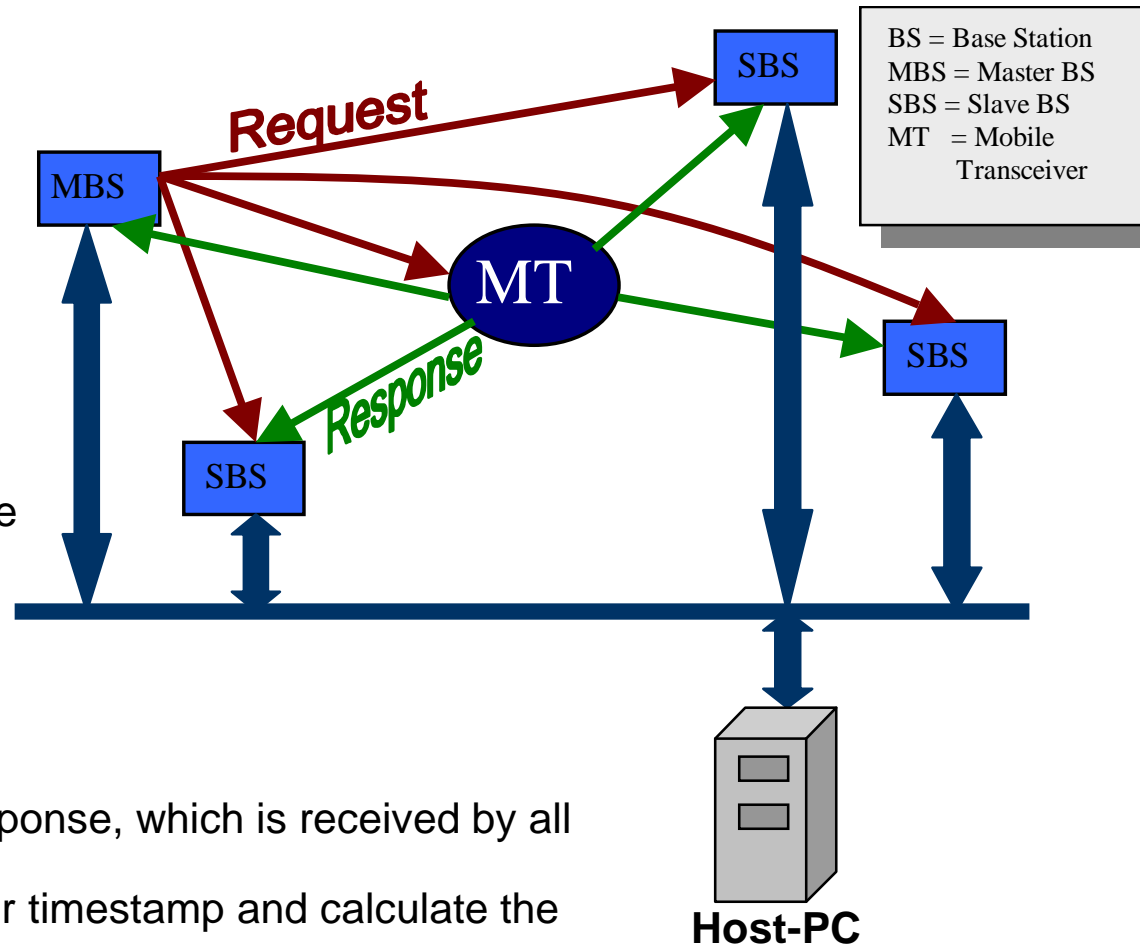 SBS
BS = Base Station
MBS = Master BS
SBS = Slave BS
MT = Mobile
Transceiver
Request
MBS
MT
SBS
Response
SBS
e
ponse, which is received by all
r timestamp and calculate the
Host-PC